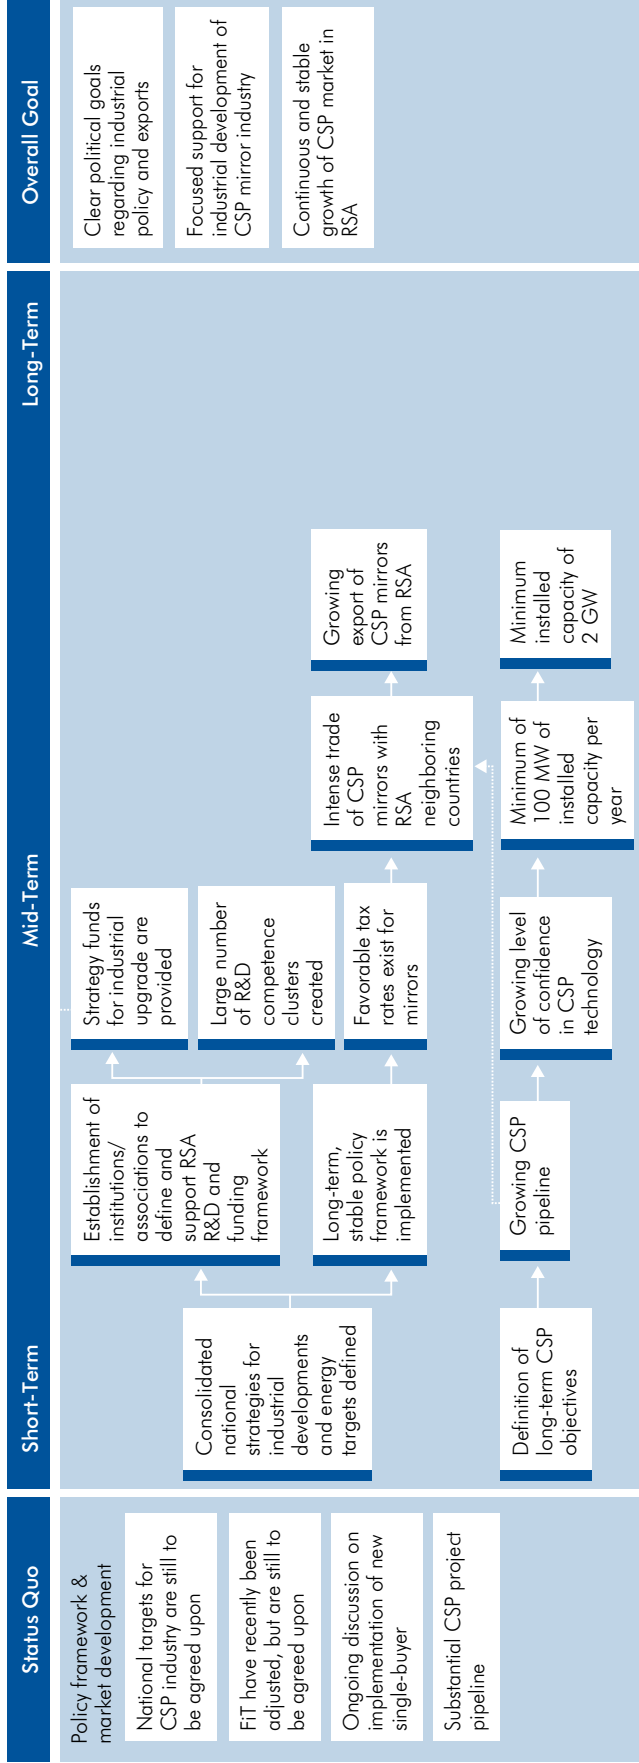 Status Quo
Short-Term
Mid-Term
Long-Term
Overall Goal
Policy framework &
market development
National targets for
CSP industry are still to
be agreed upon
FiT have recently been
adjusted, but are still to
be agreed upon
Ongoing discussion on
implementation of new
single-buyer
Substantial CSP project
pipeline
Consolidated
national
strategies for
industrial
developments
and energy
targets defined
Definition of
long-term CSP
objectives
Establishment of
institutions/
associations to
define and
support RSA
R&D and
funding
framework
Long-term,
stable policy
framework is
implemented
Growing CSP
pipeline
Strategy funds
for industrial
upgrade are
provided
Large number
of R&D
competence
clusters
created
Favorable tax
rates exist for
mirrors
Growing level
of confidence
in CSP
technology
Intense trade
of CSP
mirrors with
RSA
neighboring
countries
Minimum of
100 MW of
installed
capacity per
year
Growing
export of
CSP mirrors
from RSA
Minimum
installed
capacity of
2 GW
Clear political goals
regarding industrial
policy and exports
Focused support for
industrial development of
CSP mirror industry
Continuous and stable
growth of CSP market in
RSA